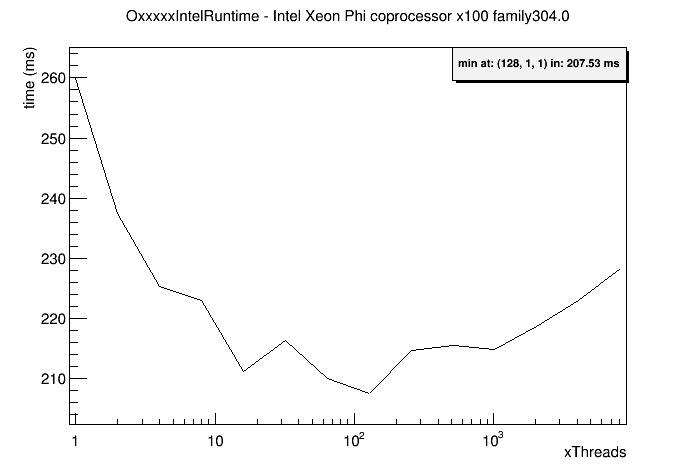 OxxxxxIntelRuntime - Intel Xeon Phi coprocessor x100 family304.0
time (ms)
min at: (128, 1, 1) in: 207.53 ms
260
250
240
230
220
210
1
10
10²
10³
xThreads